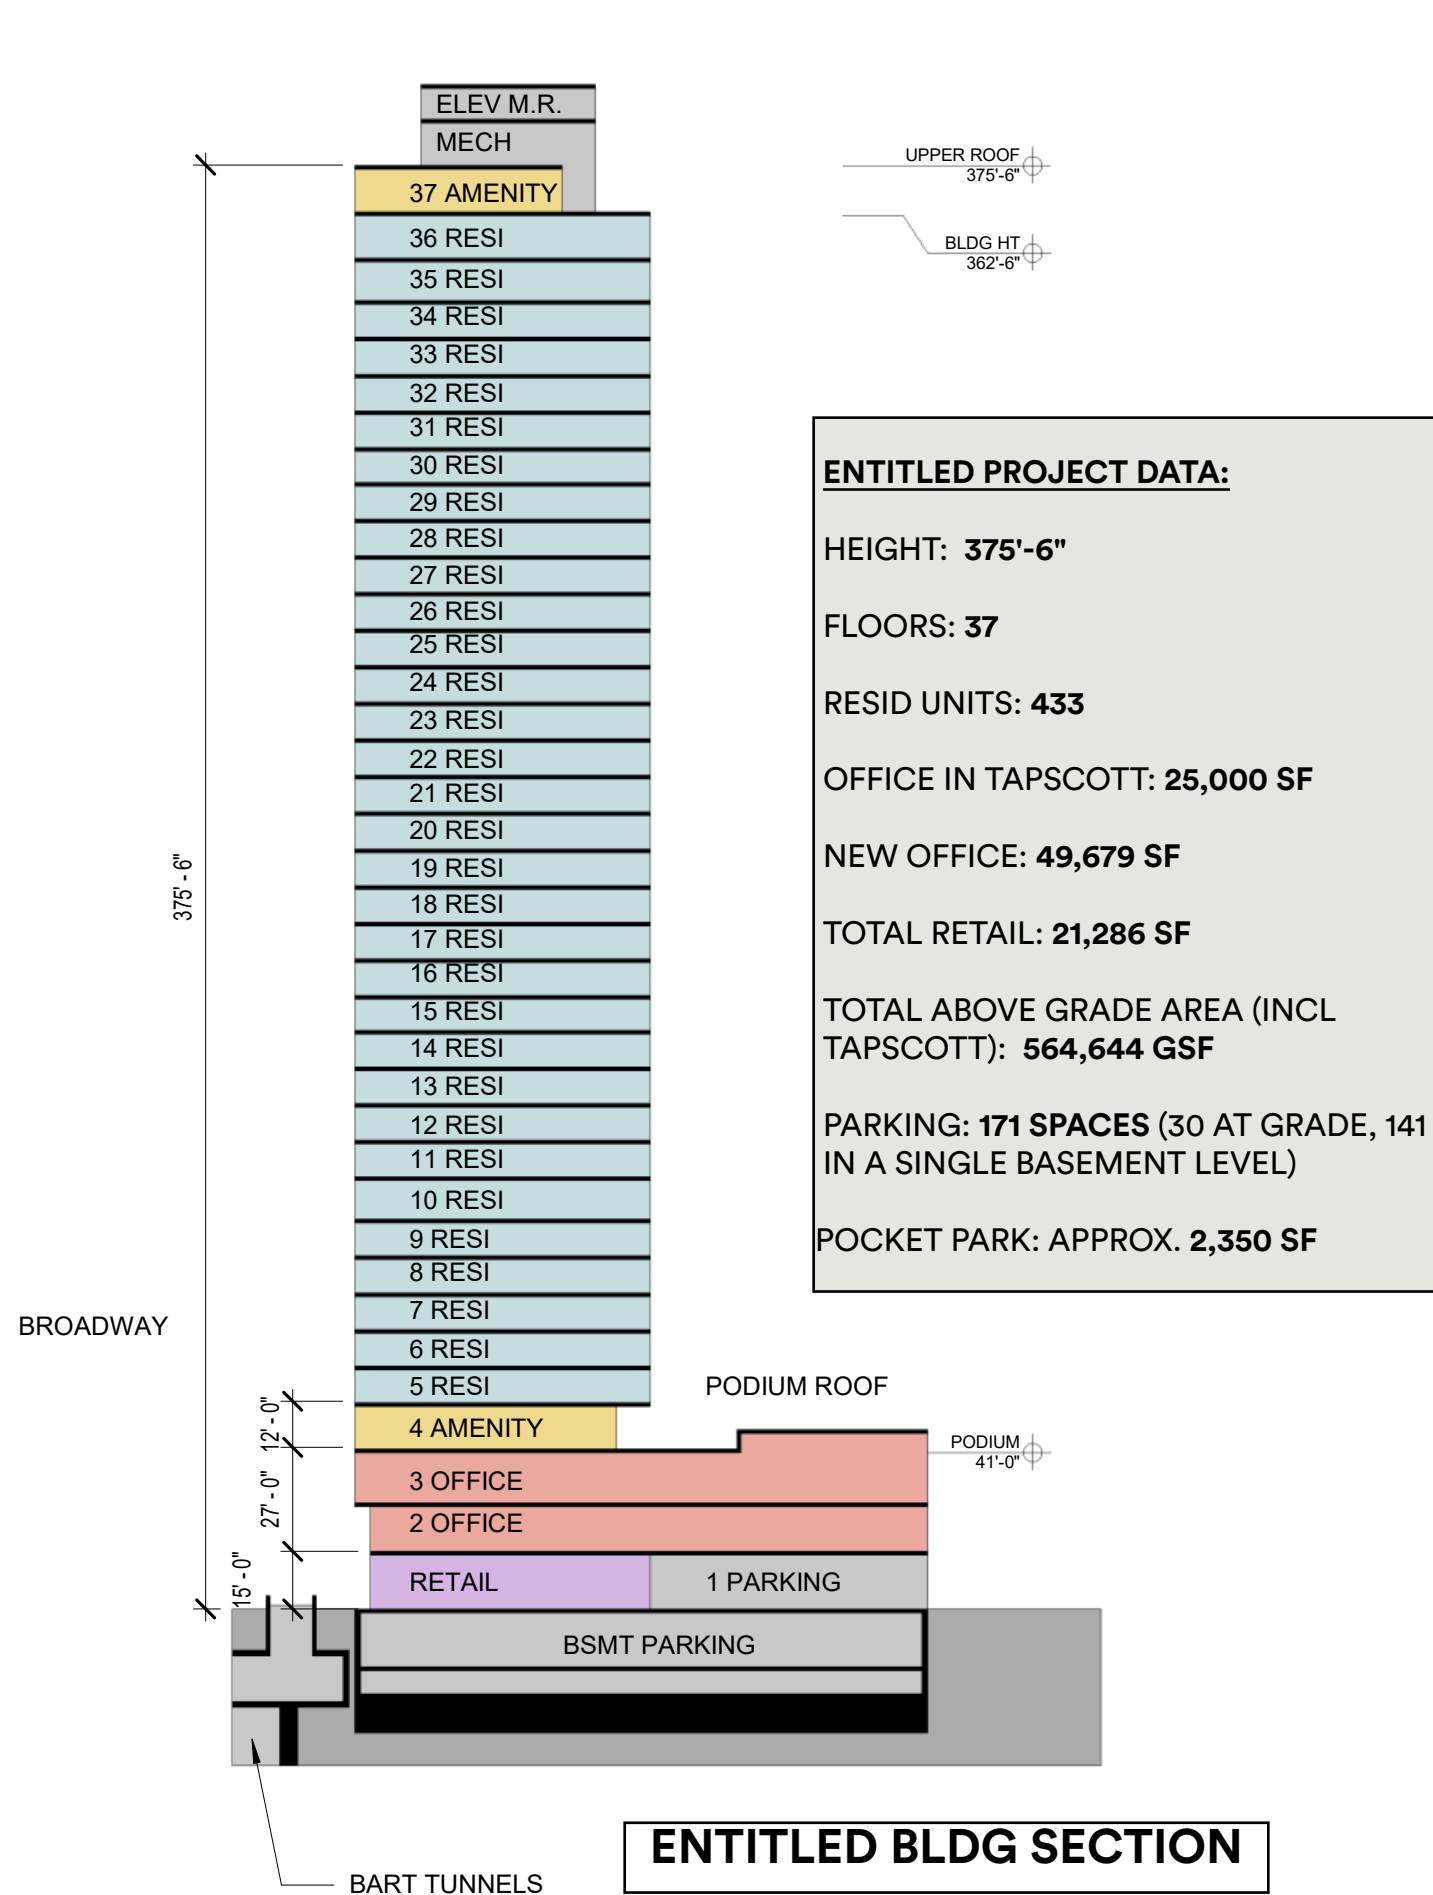 ELEV M.R.
MECH
37 AMENITY
36 RESI
35 RESI
34 RESI
33 RESI
32 RESI
31 RESI
30 RESI
29 RESI
28 RESI
27 RESI
26 RESI
25 RESI
24 RESI
23 RESI
22 RESI
21 RESI
20 RESI
19 RESI
18 RESI
17 RESI
16 RESI
15 RESI
14 RESI
13 RESI
12 RESI
11 RESI
10 RESI
9 RESI
8 RESI
7 RESI
6 RESI
5 RESI
4 AMENITY
3 OFFICE
2 OFFICE
RETAIL
1 PARKING
BSMT PARKING
375' - 6"
12' - 0"
27' - 0"
15' - 0"
BROADWAY
BART TUNNELS
PODIUM ROOF
UPPER ROOF
375'-6"
BLDG HT
362'-6"
PODIUM
41'-0"
ENTITLED PROJECT DATA:
HEIGHT: 375'-6"
FLOORS: 37
RESID UNITS: 433
OFFICE IN TAPSCOTT: 25,000 SF
NEW OFFICE: 49,679 SF
TOTAL RETAIL: 21,286 SF
TOTAL ABOVE GRADE AREA (INCL
TAPSCOTT): 564,644 GSF
PARKING: 171 SPACES (30 AT GRADE, 141
IN A SINGLE BASEMENT LEVEL)
POCKET PARK: APPROX. 2,350 SF
ENTITLED BLDG SECTION